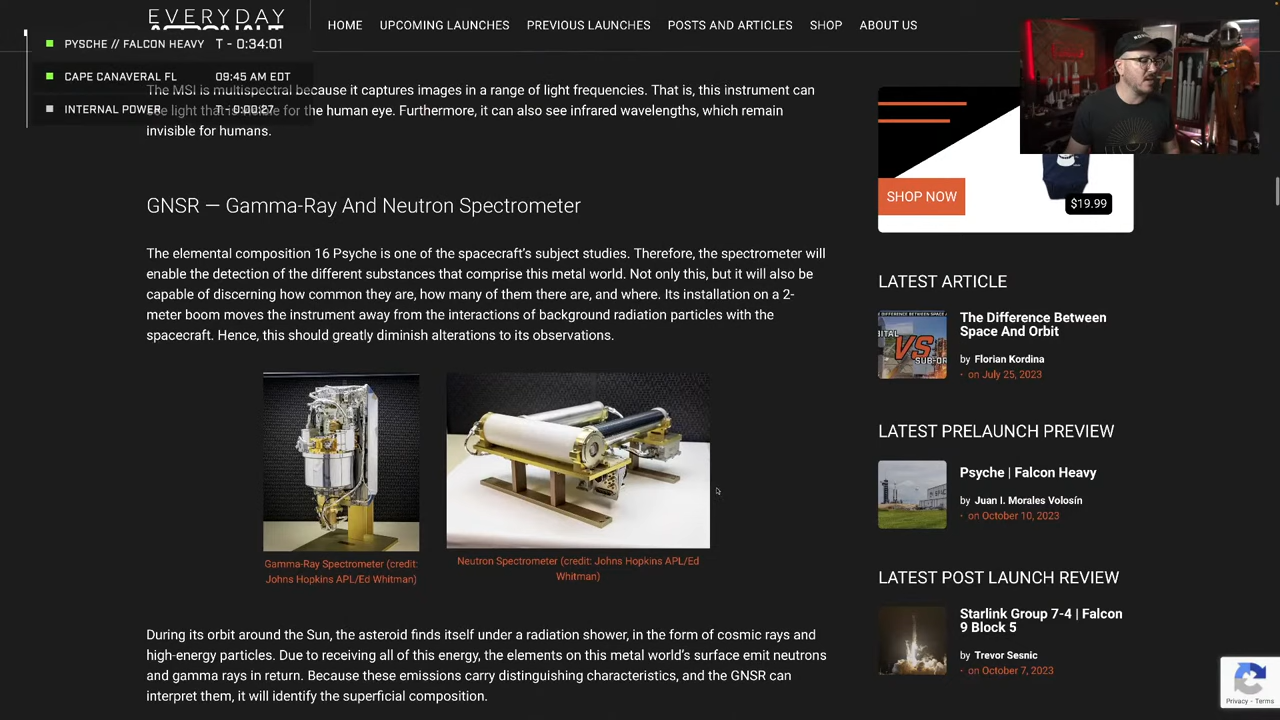 EVERYDAY
ASTRONAUT
HOME
UPCOMING LAUNCHES
PREVIOUS LAUNCHES
POSTS AND ARTICLES
SHOP
ABOUT US
PYSCHE // FALCON HEAVY T - 0:34:01
CAPE CANAVERAL FL 09:45 AM EDT
INTERNAL POWER T - 0:00:27
The MSI is multispectral because it captures images in a range of light frequencies. That is, this instrument can
see light that is visible for the human eye. Furthermore, it can also see infrared wavelengths, which remain
invisible for humans.
GNSR — Gamma-Ray And Neutron Spectrometer
The elemental composition 16 Psyche is one of the spacecraft's subject studies. Therefore, the spectrometer will
enable the detection of the different substances that comprise this metal world. Not only this, but it will also be
capable of discerning how common they are, how many of them there are, and where. Its installation on a 2-
meter boom moves the instrument away from the interactions of background radiation particles with the
spacecraft. Hence, this should greatly diminish alterations to its observations.
Gamma-Ray Spectrometer (credit:
Johns Hopkins APL/Ed Whitman)
Neutron Spectrometer (credit: Johns Hopkins APL/Ed
Whitman)
During its orbit around the Sun, the asteroid finds itself under a radiation shower, in the form of cosmic rays and
high-energy particles. Due to receiving all of this energy, the elements on this metal world's surface emit neutrons
and gamma rays in return. Both of these emissions carry distinguishing characteristics, and the GNSR can
interpret them, it will identify the superficial composition.
SHOP NOW
$19.99
LATEST ARTICLE
VS
The Difference Between
Space And Orbit
by Florian Kordina
· on July 25, 2023
LATEST PRELAUNCH PREVIEW
Psyche | Falcon Heavy
by Juan I. Morales Volosín
· on October 10, 2023
LATEST POST LAUNCH REVIEW
Starlink Group 7-4 | Falcon
9 Block 5
by Trevor Sesnic
· on October 7, 2023
Privacy - Terms